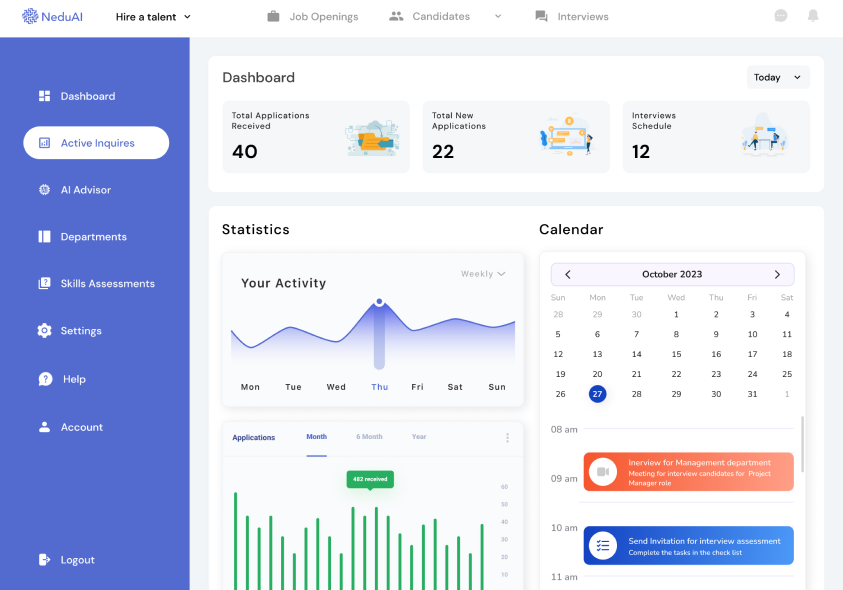 NeduAI
Hire a talent
Job Openings
Candidates
Interviews
Dashboard
Active Inquires
AI Advisor
Departments
Skills Assessments
Settings
Help
Account
Logout
Dashboard
Today
Total Applications
Received
40
Total New
Applications
22
Interviews
Schedule
12
Statistics
Your Activity
Weekly
Mon Tue Wed Thu Fri Sat Sun
Applications Month 6 Month Year
482 received
60
50
40
30
20
10
Calendar
October 2023
Sun Mon Tue Wed Thu Fri Sat
28 29 30 1 2 3 4
5 6 7 8 9 10 11
12 13 14 15 16 17 18
19 20 21 22 23 24 25
26 27 28 29 30 31 1
08 am
09 am
Inerview for Management department
Meeting for interview candidates for Project
Manager role
10 am
Send Invitation for interview assessment
Complete the tasks in the check list
11 am